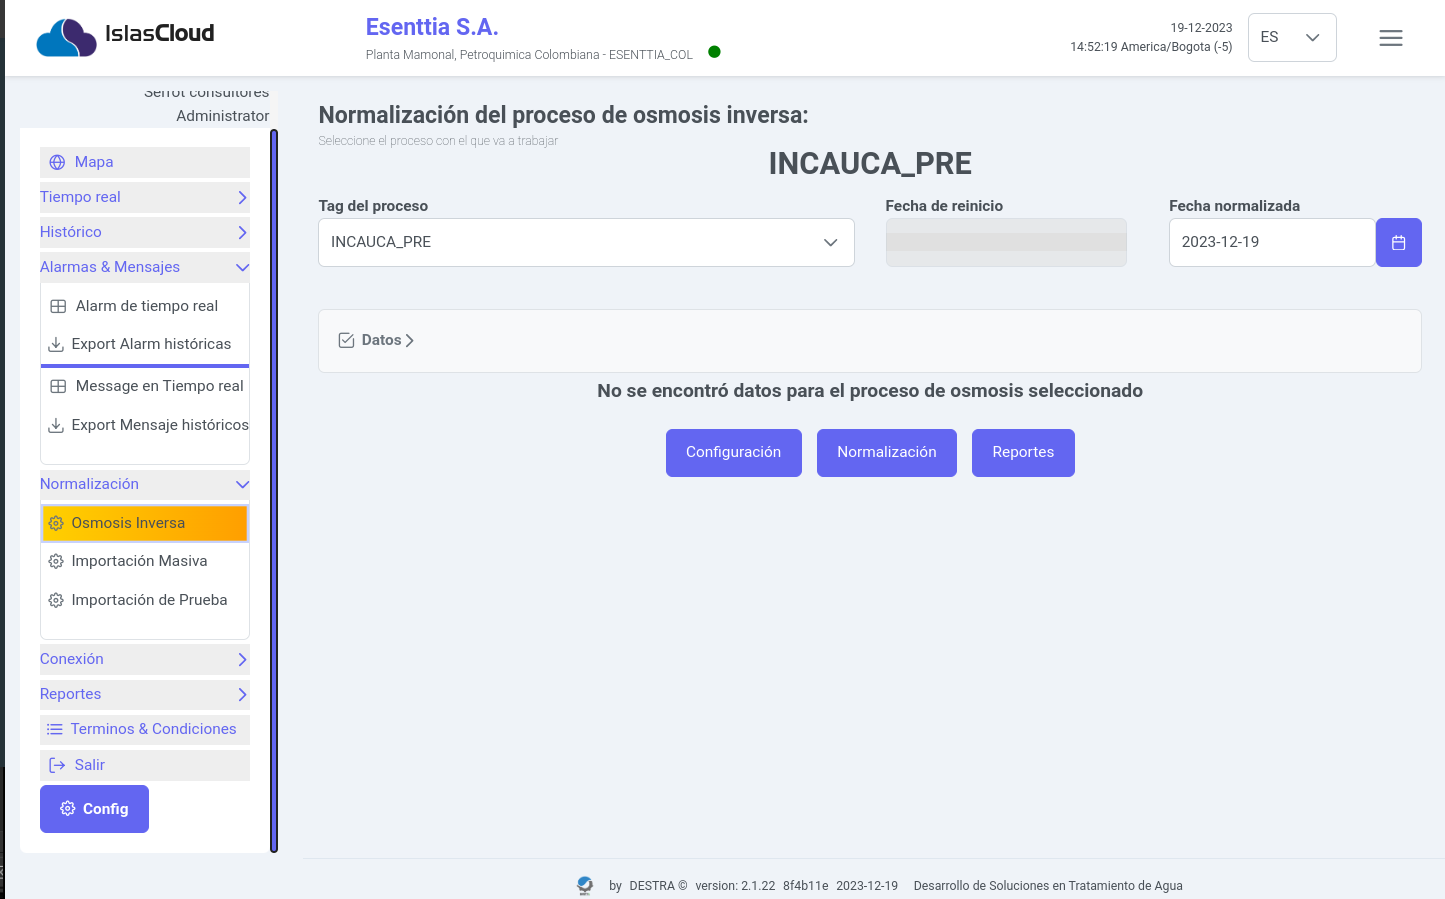 IslasCloud
Esenttia S.A.
Planta Mamonal, Petroquimica Colombiana - ESENTTIA_COL
19-12-2023
14:52:19 America/Bogota (-5)
ES
Serrot consultores
Administrator
Mapa
Tiempo real
Histórico
Alarmas & Mensajes
Alarm de tiempo real
Export Alarm históricas
Message en Tiempo real
Export Mensaje históricos
Normalización
Osmosis Inversa
Importación Masiva
Importación de Prueba
Conexión
Reportes
Terminos & Condiciones
Salir
Config
Normalización del proceso de osmosis inversa:
Seleccione el proceso con el que va a trabajar
INCAUCA_PRE
Tag del proceso
INCAUCA_PRE
Fecha de reinicio
Fecha normalizada
2023-12-19
Datos
No se encontró datos para el proceso de osmosis seleccionado
Configuración
Normalización
Reportes
by DESTRA © version: 2.1.22 8f4b11e 2023-12-19 Desarrollo de Soluciones en Tratamiento de Agua